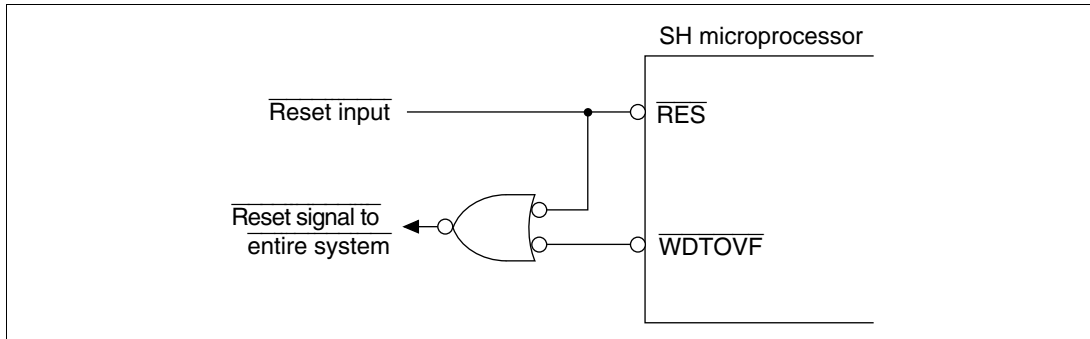 SH microprocessor
Reset input
RES
Reset signal to
entire system
WDTOVF